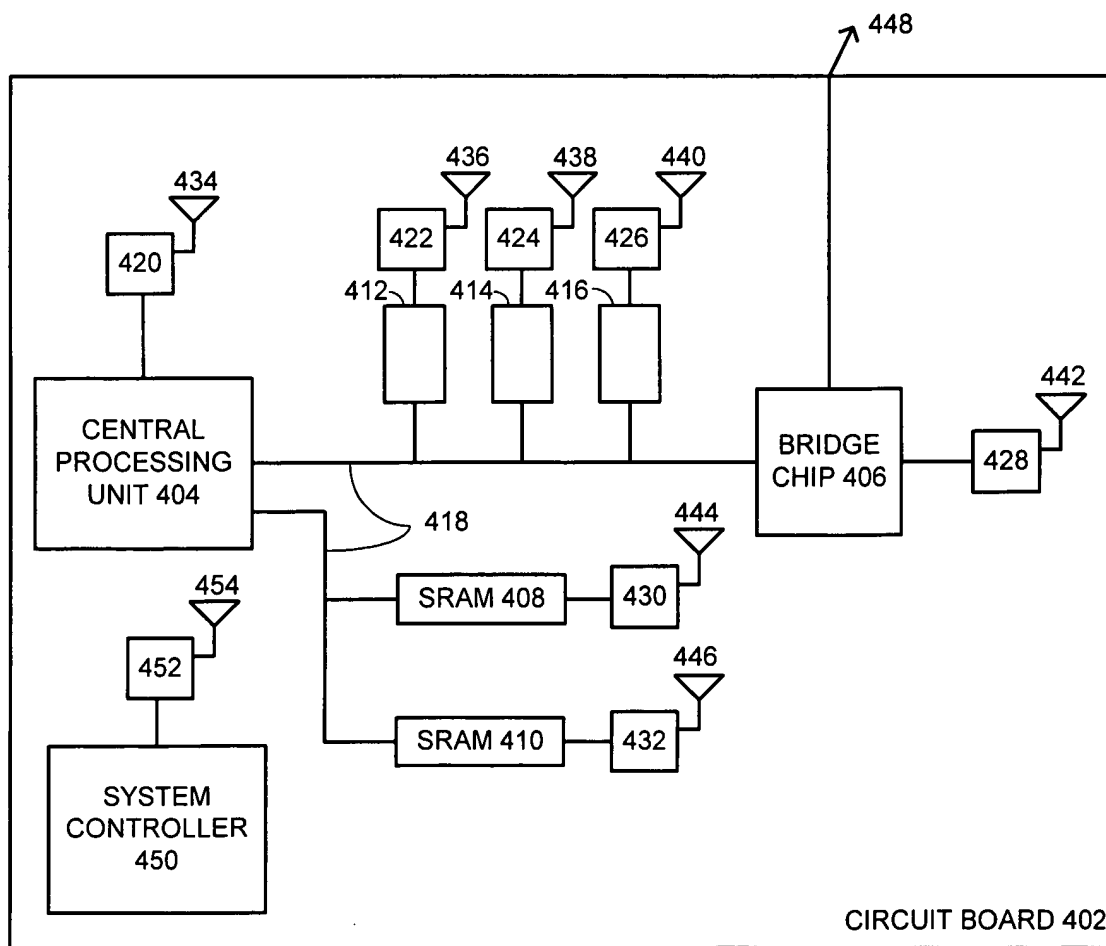 448
436
438
440
434
422
424
426
420
412
414
416
442
CENTRAL
PROCESSING
UNIT 404
BRIDGE
CHIP 406
428
418
444
454
SRAM 408
430
452
446
SRAM 410
432
SYSTEM
CONTROLLER
450
CIRCUIT BOARD 402